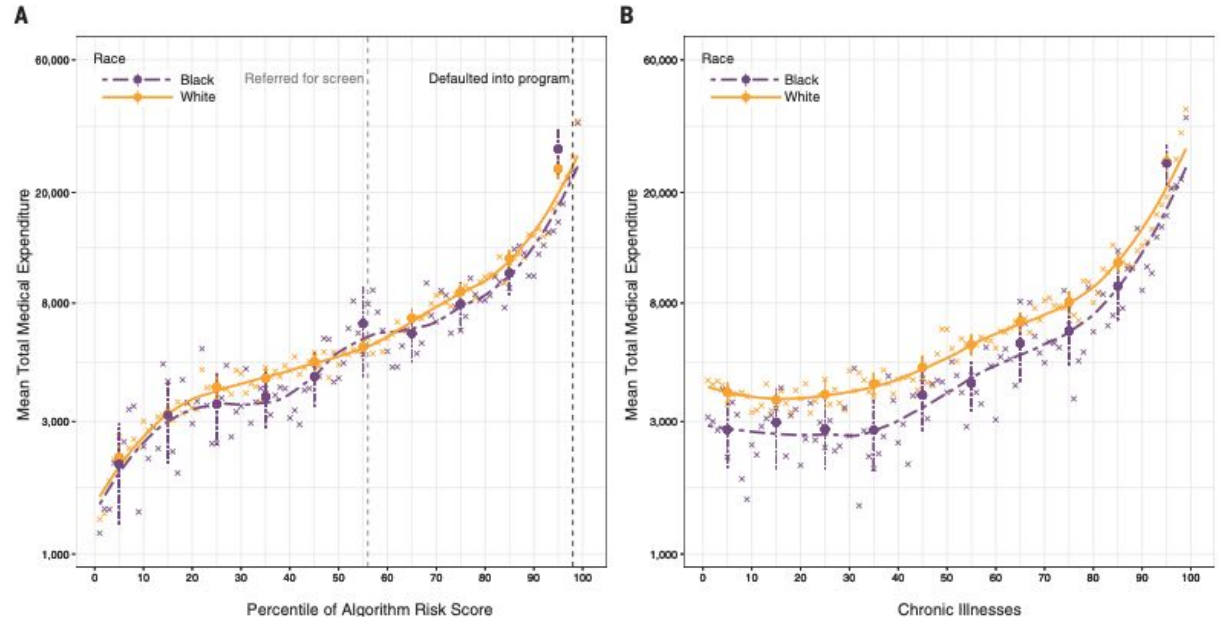 A
Race
Black
White
Referred for screen
Defaulted into program
Mean Total Medical Expenditure
60,000
20,000
8,000
3,000
1,000
0 10 20 30 40 50 60 70 80 90 100
Percentile of Algorithm Risk Score
B
Race
Black
White
Mean Total Medical Expenditure
60,000
20,000
8,000
3,000
1,000
0 10 20 30 40 50 60 70 80 90 100
Chronic Illnesses